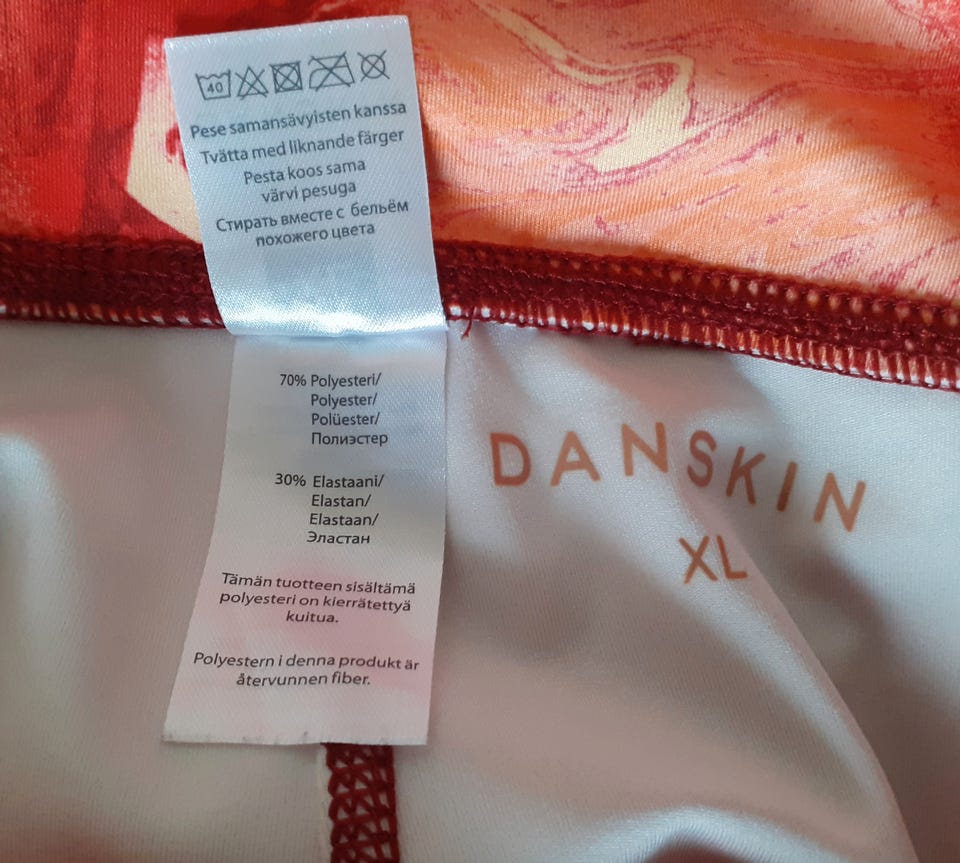 40
Pese samansävyisten kanssa
Tvätta med liknande färger
Pesta koos sama
värvi pesuga
Стирать вместе с бельём
похожего цвета
70% Polyesteri/
Polyester/
Polüester/
Полиэстер
30% Elastaani/
Elastan/
Elastaan/
Эластан
Tämän tuotteen sisältämä
polyesteri on kierrätettyä
kuitua.
Polyestern i denna produkt är
återvunnen fiber.
DANSKIN
XL